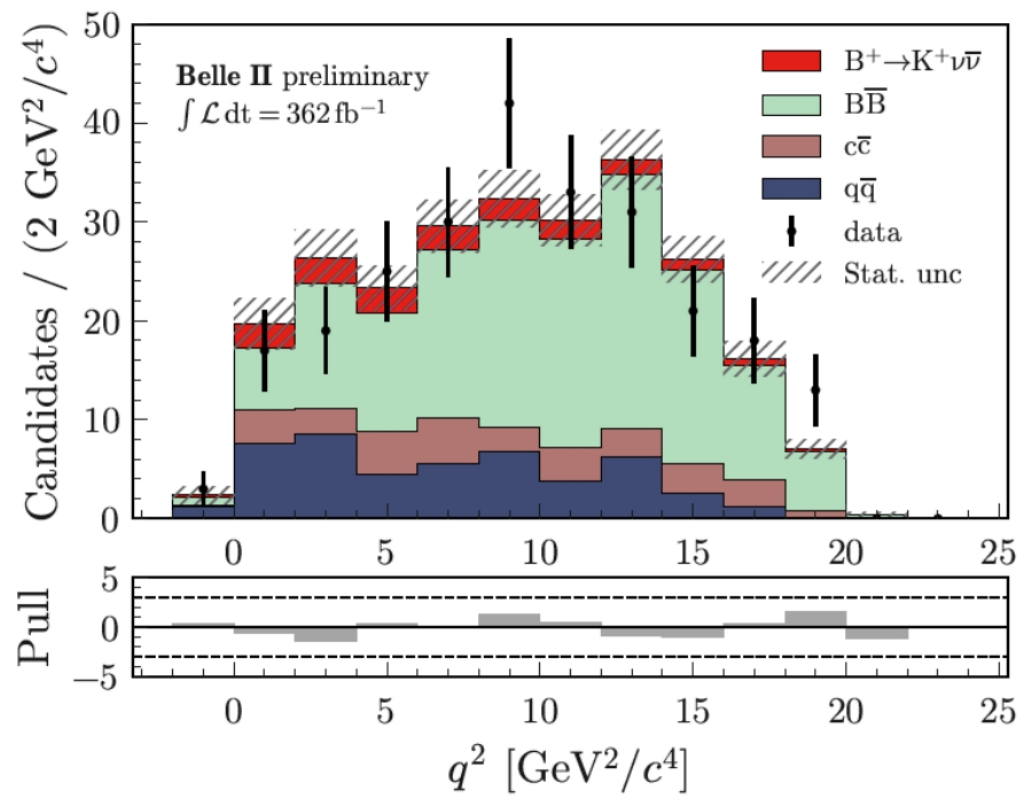 Candidates / (2 GeV²/c⁴)
50
40
30
20
10
0
Belle II preliminary
∫ℒdt = 362 fb⁻¹
B⁺→K⁺νν̅
BB̅
cc̅
qq̅
data
Stat. unc
0 5 10 15 20 25
Pull
5
0
−5
0 5 10 15 20 25
q² [GeV²/c⁴]